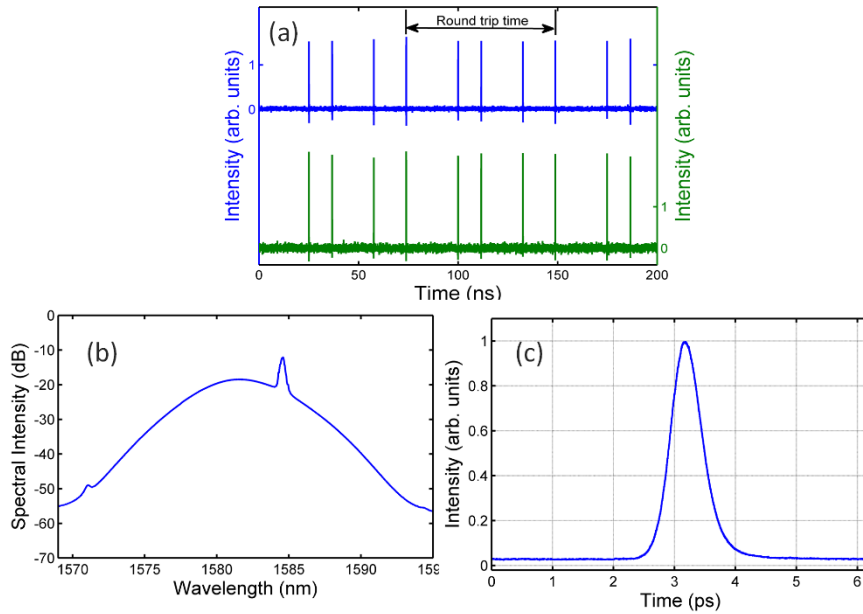 (a)
Round trip time
Intensity (arb. units)
1
0
Intensity (arb. units)
1
0
0 50 100 150 200
Time (ns)
(b)
Spectral Intensity (dB)
0
-10
-20
-30
-40
-50
-60
-70
1570 1575 1580 1585 1590 159
Wavelength (nm)
(c)
Intensity (arb. units)
1
0.8
0.6
0.4
0.2
0
0 1 2 3 4 5 6
Time (ps)